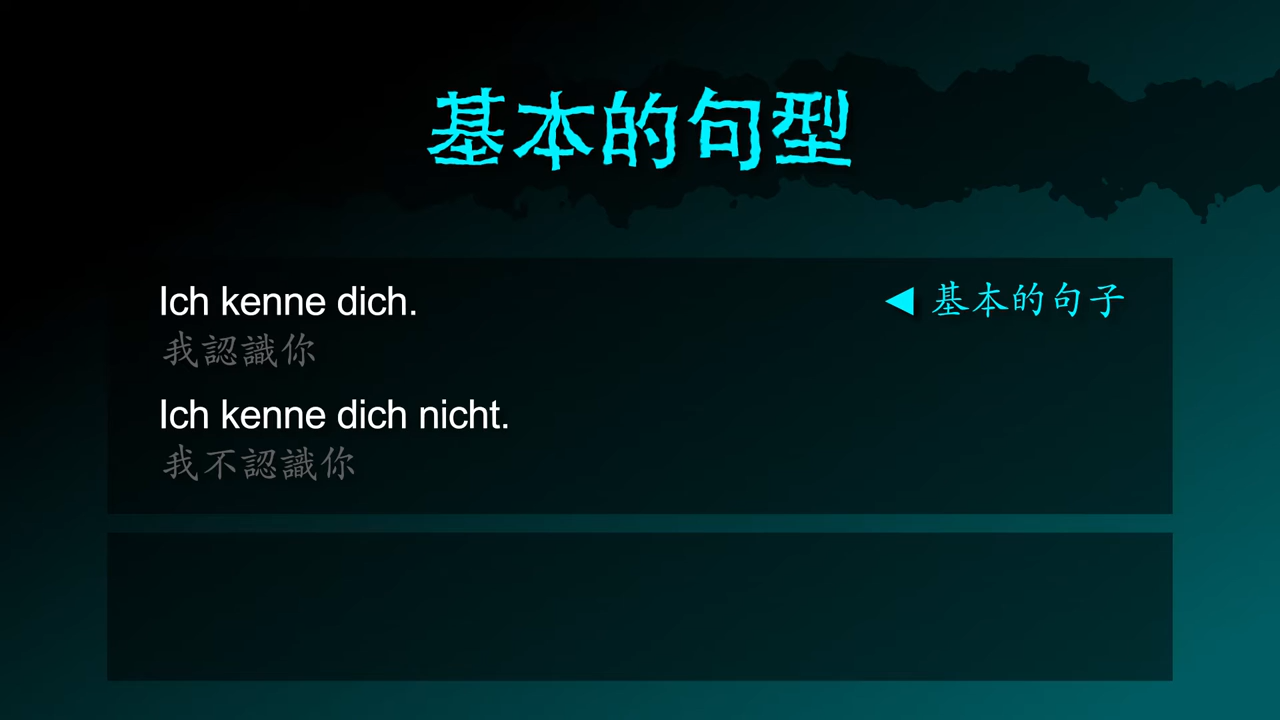 基本的句型
Ich kenne dich.
◀ 基本的句子
我認識你
Ich kenne dich nicht.
我不認識你